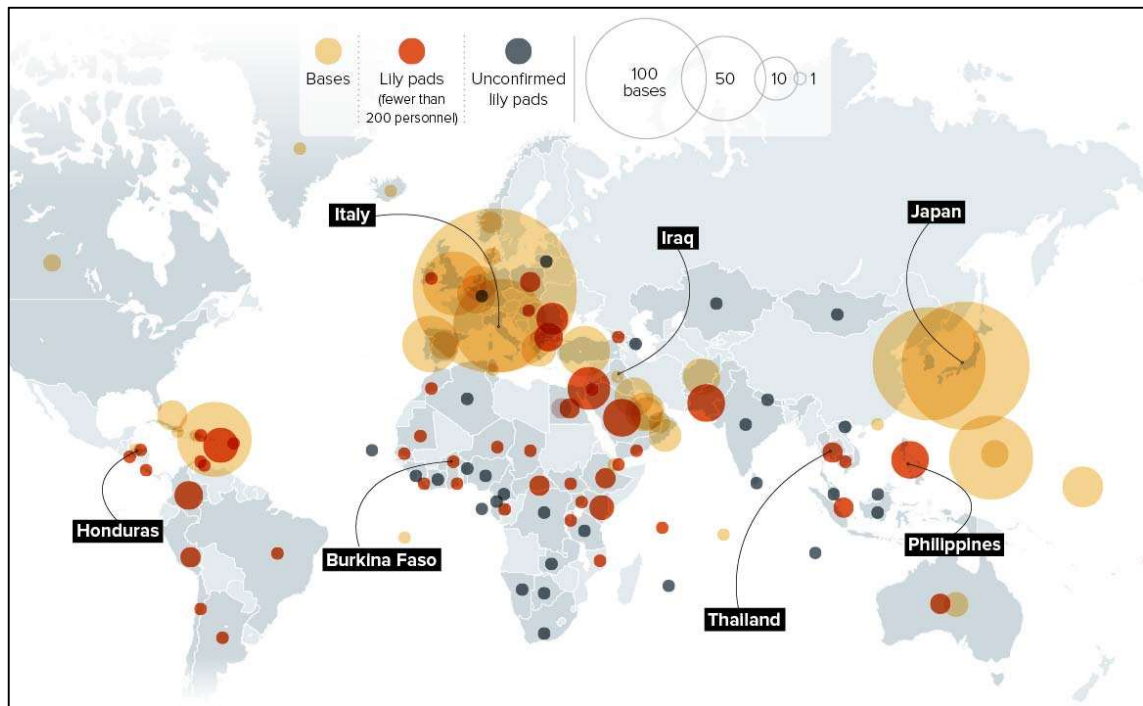 Bases
Lily pads
(fewer than
200 personnel)
Unconfirmed
lily pads
100
bases
50
10
1
Italy
Iraq
Japan
Honduras
Burkina Faso
Thailand
Philippines